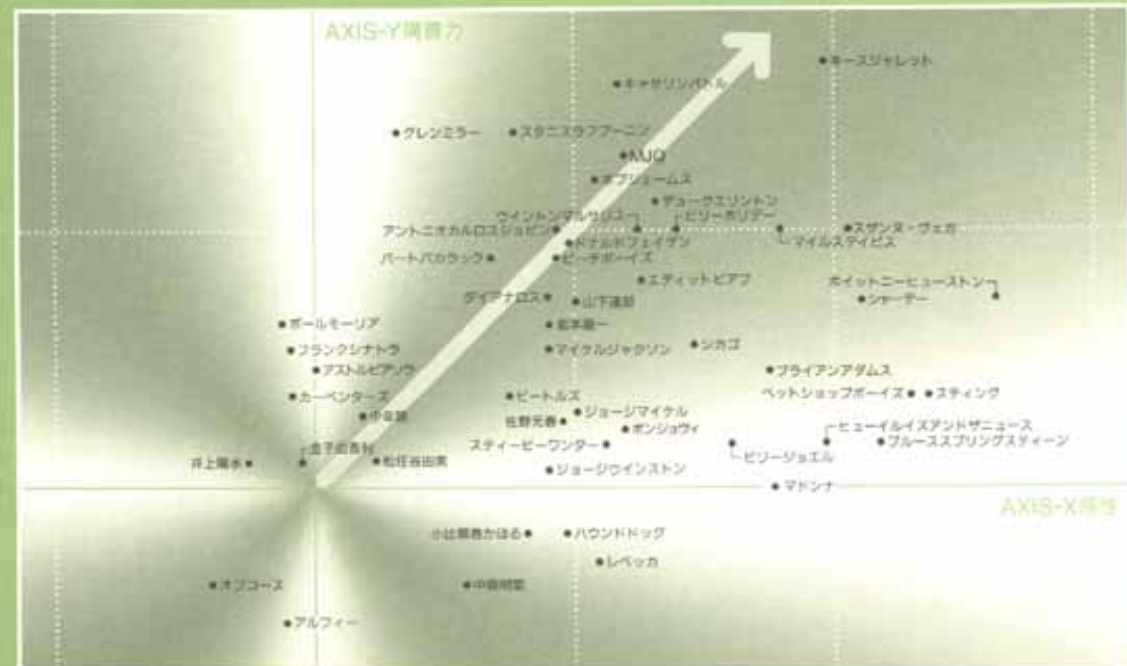 AXIS-Y
キースジャレット
キャサリンバトル
グレンミラー
スタニスラフブーニン
MJQ
ボブジェームス
デュークエリントン
ウイントンマルサリス
ビリーホリデー
アントニオカルロスジョビン
マイルスデイビス
スザンヌ・ヴェガ
ドナルドフェイゲン
バートバカラック
ビーチボーイズ
エディットピアフ
ホイットニーヒューストン
ダイアナロス
山下達郎
シャーデー
ポールモーリア
坂本龍一
フランクシナトラ
マイケルジャクソン
シカゴ
アストルピアソラ
ブライアンアダムス
カーペンターズ
ビートルズ
ペットショップボーイズ
スティング
ジョージマイケル
佐野元春
ボンジョヴィ
ヒューイルイスアンドザニュース
スティービーワンダー
ブルーススプリングスティーン
ビリージョエル
井上陽水
松任谷由実
ジョージウインストン
マドンナ
AXIS-X感性
小比類巻かほる
ハウンドドッグ
レベッカ
オフコース
アルフィー